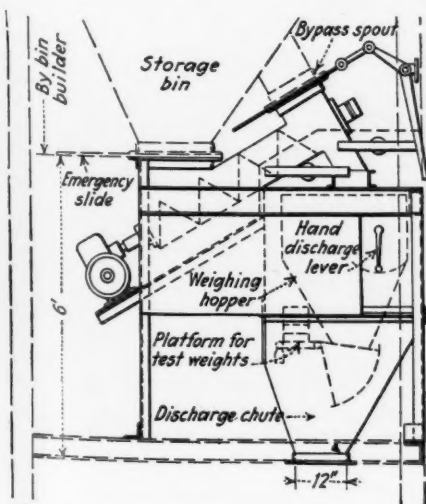 Bypass spout
Storage
bin
By bin
builder
Emergency
slide
Hand
discharge
lever
Weighing
hopper
6'
Platform for
test weights
Discharge chute
12"